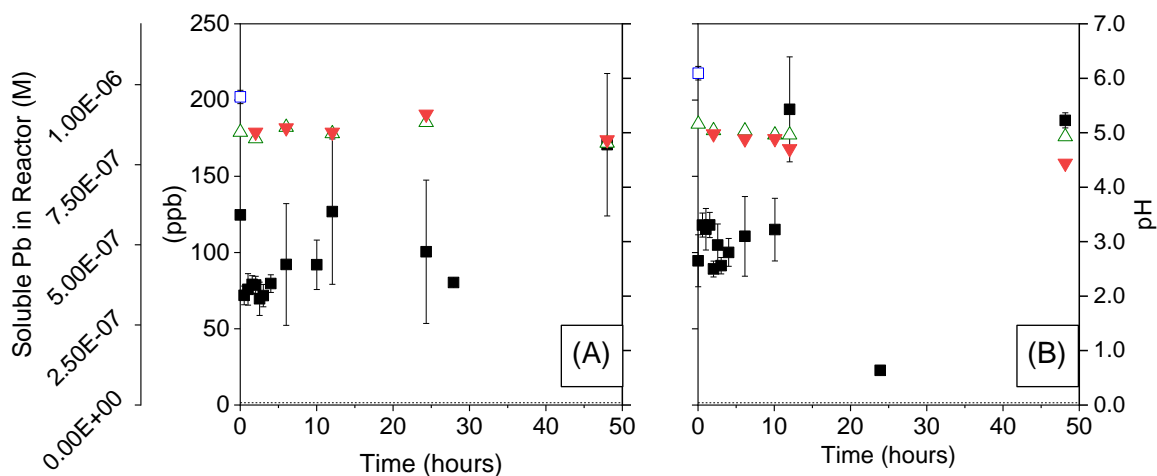 Soluble Pb in Reactor (M)
1.00E-06
7.50E-07
5.00E-07
2.50E-07
0.00E+00
(ppb)
250
200
150
100
50
0
(A)
0 10 20 30 40 50
Time (hours)
(B)
0 10 20 30 40 50
Time (hours)
7.0
6.0
5.0
4.0
3.0
2.0
1.0
0.0
pH